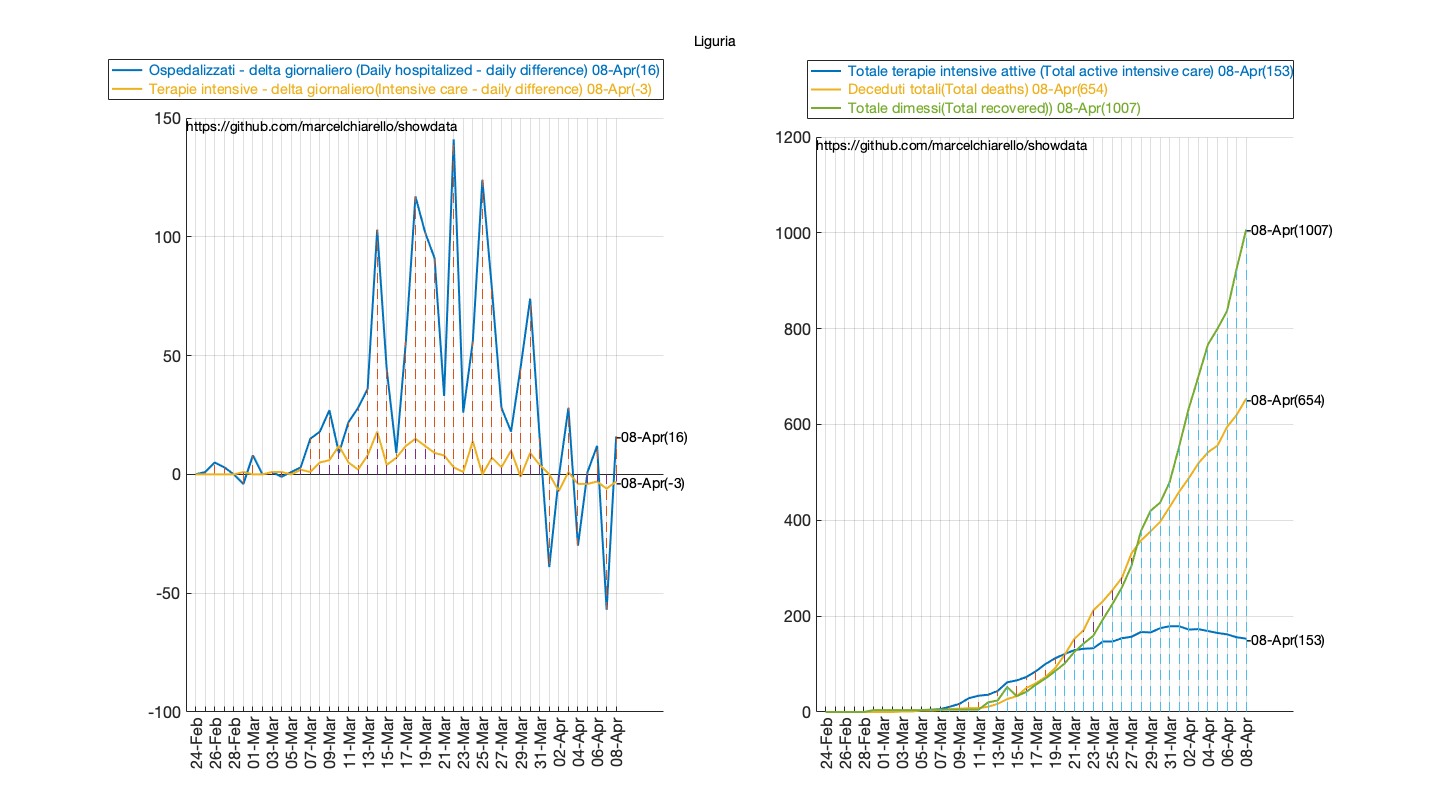 Liguria
Ospedalizzati - delta giornaliero (Daily hospitalized - daily difference) 08-Apr(16)
Terapie intensive - delta giornaliero(Intensive care - daily difference) 08-Apr(-3)
https://github.com/marcelchiarello/showdata
150
100
50
0
-50
-100
08-Apr(16)
08-Apr(-3)
24-Feb
26-Feb
28-Feb
01-Mar
03-Mar
05-Mar
07-Mar
09-Mar
11-Mar
13-Mar
15-Mar
17-Mar
19-Mar
21-Mar
23-Mar
25-Mar
27-Mar
29-Mar
31-Mar
02-Apr
04-Apr
06-Apr
08-Apr
Totale terapie intensive attive (Total active intensive care) 08-Apr(153)
Deceduti totali(Total deaths) 08-Apr(654)
Totale dimessi(Total recovered)) 08-Apr(1007)
https://github.com/marcelchiarello/showdata
1200
1000
800
600
400
200
0
08-Apr(1007)
08-Apr(654)
08-Apr(153)
24-Feb
26-Feb
28-Feb
01-Mar
03-Mar
05-Mar
07-Mar
09-Mar
11-Mar
13-Mar
15-Mar
17-Mar
19-Mar
21-Mar
23-Mar
25-Mar
27-Mar
29-Mar
31-Mar
02-Apr
04-Apr
06-Apr
08-Apr